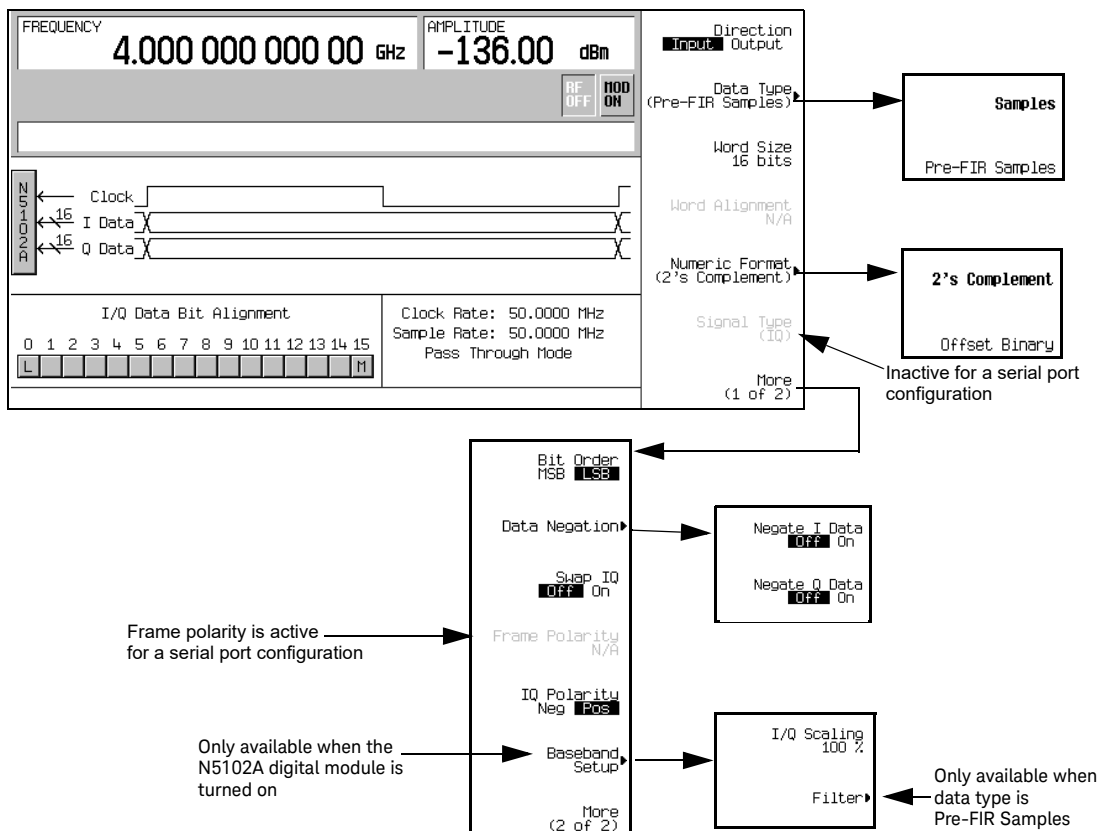 FREQUENCY
4.000 000 000 00 GHz
AMPLITUDE
-136.00 dBm
RF
OFF
MOD
ON
N5102A
Clock
16 I Data
16 Q Data
I/Q Data Bit Alignment
0 1 2 3 4 5 6 7 8 9 10 11 12 13 14 15
L M
Clock Rate: 50.0000 MHz
Sample Rate: 50.0000 MHz
Pass Through Mode
Direction
Input Output
Data Type
(Pre-FIR Samples)
Word Size
16 bits
Word Alignment
N/A
Numeric Format
(2's Complement)
Signal Type
(IQ)
More
(1 of 2)
Samples
Pre-FIR Samples
2's Complement
Offset Binary
Inactive for a serial port
configuration
Bit Order
MSB LSB
Data Negation
Swap IQ
Off On
Frame Polarity
N/A
IQ Polarity
Neg Pos
Baseband
Setup
More
(2 of 2)
Negate I Data
Off On
Negate Q Data
Off On
Frame polarity is active
for a serial port configuration
Only available when the
N5102A digital module is
turned on
I/Q Scaling
100 %
Filter
Only available when
data type is
Pre-FIR Samples